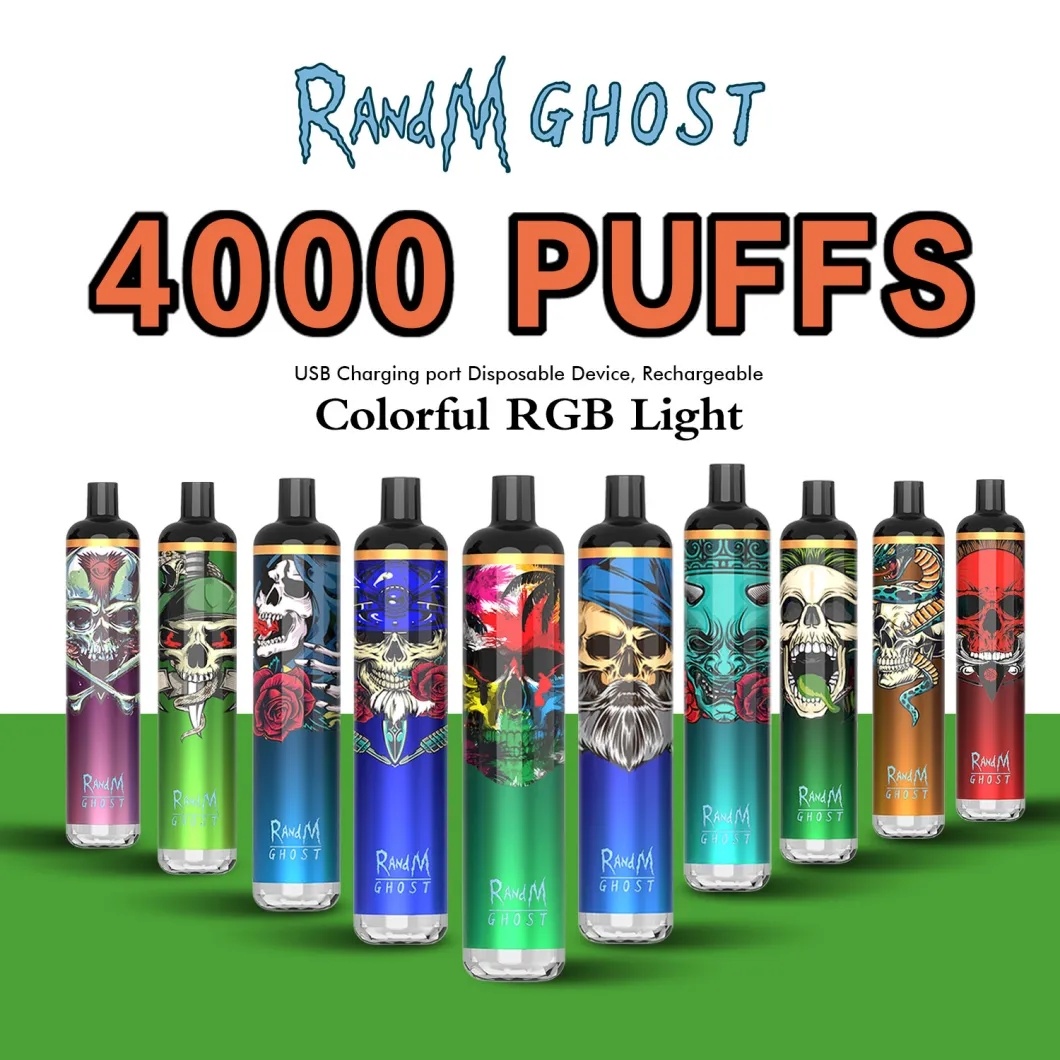 RandM GHOST
4000 PUFFS
USB Charging port Disposable Device, Rechargeable
Colorful RGB Light
RandM
GHOST
RandM
GHOST
RandM
GHOST
RandM
GHOST
RandM
GHOST
RandM
GHOST
RandM
GHOST
RandM
GHOST
RandM
GHOST
RandM
GHOST